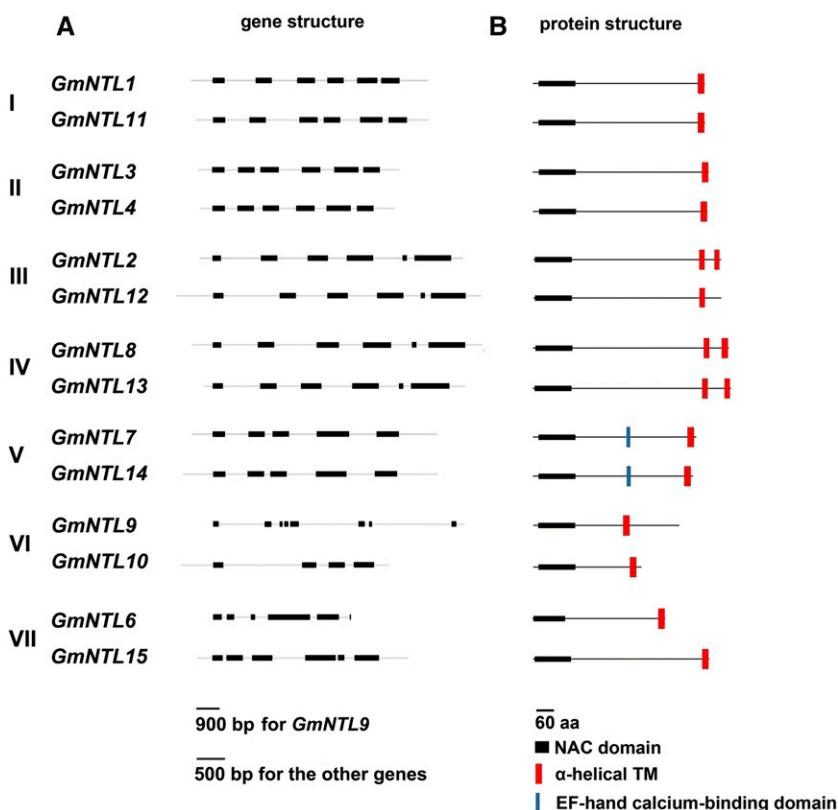 A gene structure B protein structure
I
GmNTL1
GmNTL11
II
GmNTL3
GmNTL4
III
GmNTL2
GmNTL12
IV
GmNTL8
GmNTL13
V
GmNTL7
GmNTL14
VI
GmNTL9
GmNTL10
VII
GmNTL6
GmNTL15
900 bp for GmNTL9
500 bp for the other genes
60 aa
NAC domain
α-helical TM
EF-hand calcium-binding domain